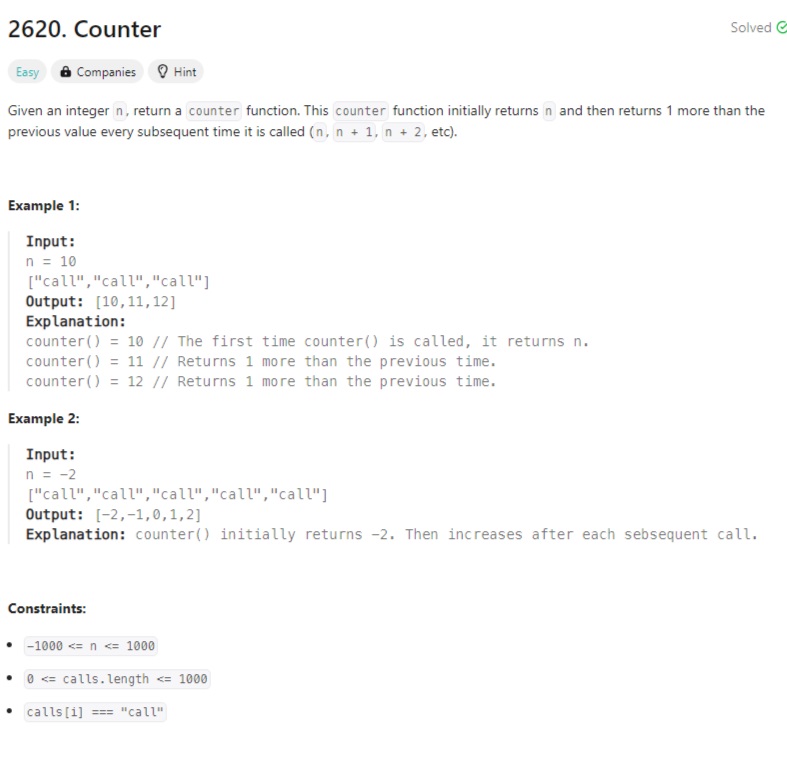 2620. Counter
Solved
Easy
Companies
Hint
Given an integer n, return a counter function. This counter function initially returns n and then returns 1 more than the
previous value every subsequent time it is called (n, n + 1, n + 2, etc).
Example 1:
Input:
n = 10
["call","call","call"]
Output: [10,11,12]
Explanation:
counter() = 10 // The first time counter() is called, it returns n.
counter() = 11 // Returns 1 more than the previous time.
counter() = 12 // Returns 1 more than the previous time.
Example 2:
Input:
n = -2
["call","call","call","call","call"]
Output: [-2,-1,0,1,2]
Explanation: counter() initially returns -2. Then increases after each sebsequent call.
Constraints:
-1000 <= n <= 1000
0 <= calls.length <= 1000
calls[i] === "call"